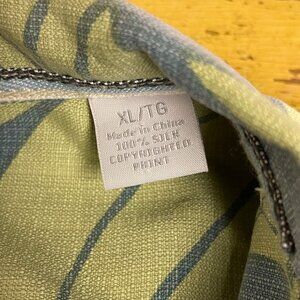 XL/TG
Made in China
100% SILK
COPYRIGHTED
PRINT